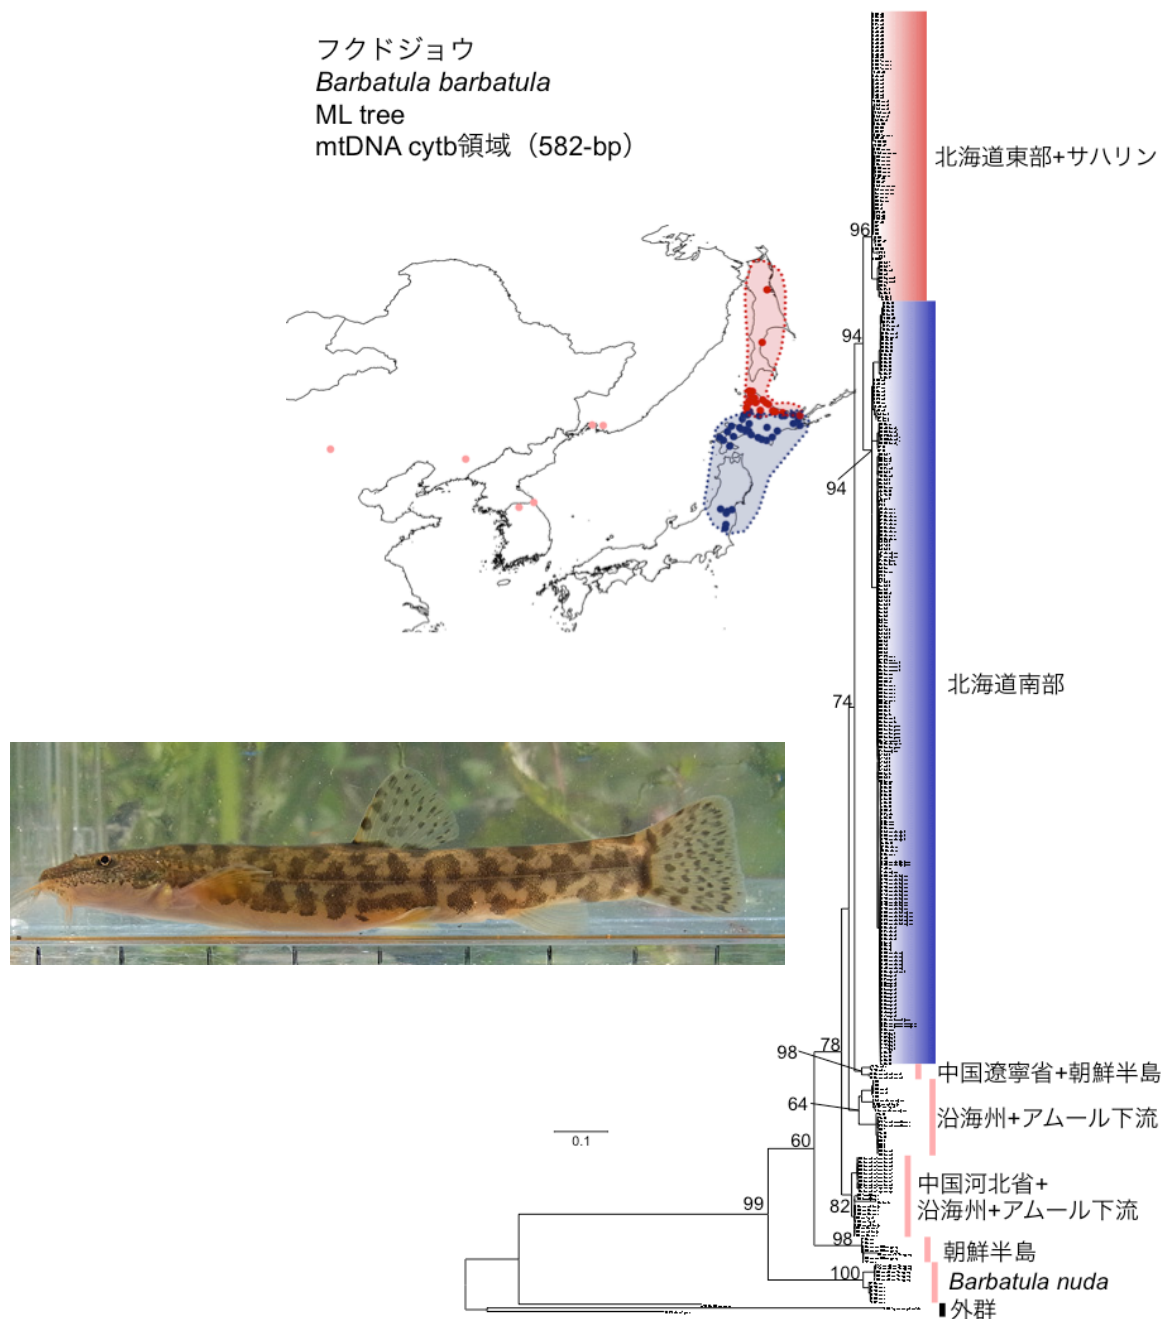 フクドジョウ
Barbatula barbatula
ML tree
mtDNA cytb領域（582-bp）
北海道東部+サハリン
96
94
94
北海道南部
74
98
78
中国遼寧省+朝鮮半島
64
沿海州+アムール下流
0.1
60
中国河北省+
沿海州+アムール下流
99
82
98
朝鮮半島
100
Barbatula nuda
外群